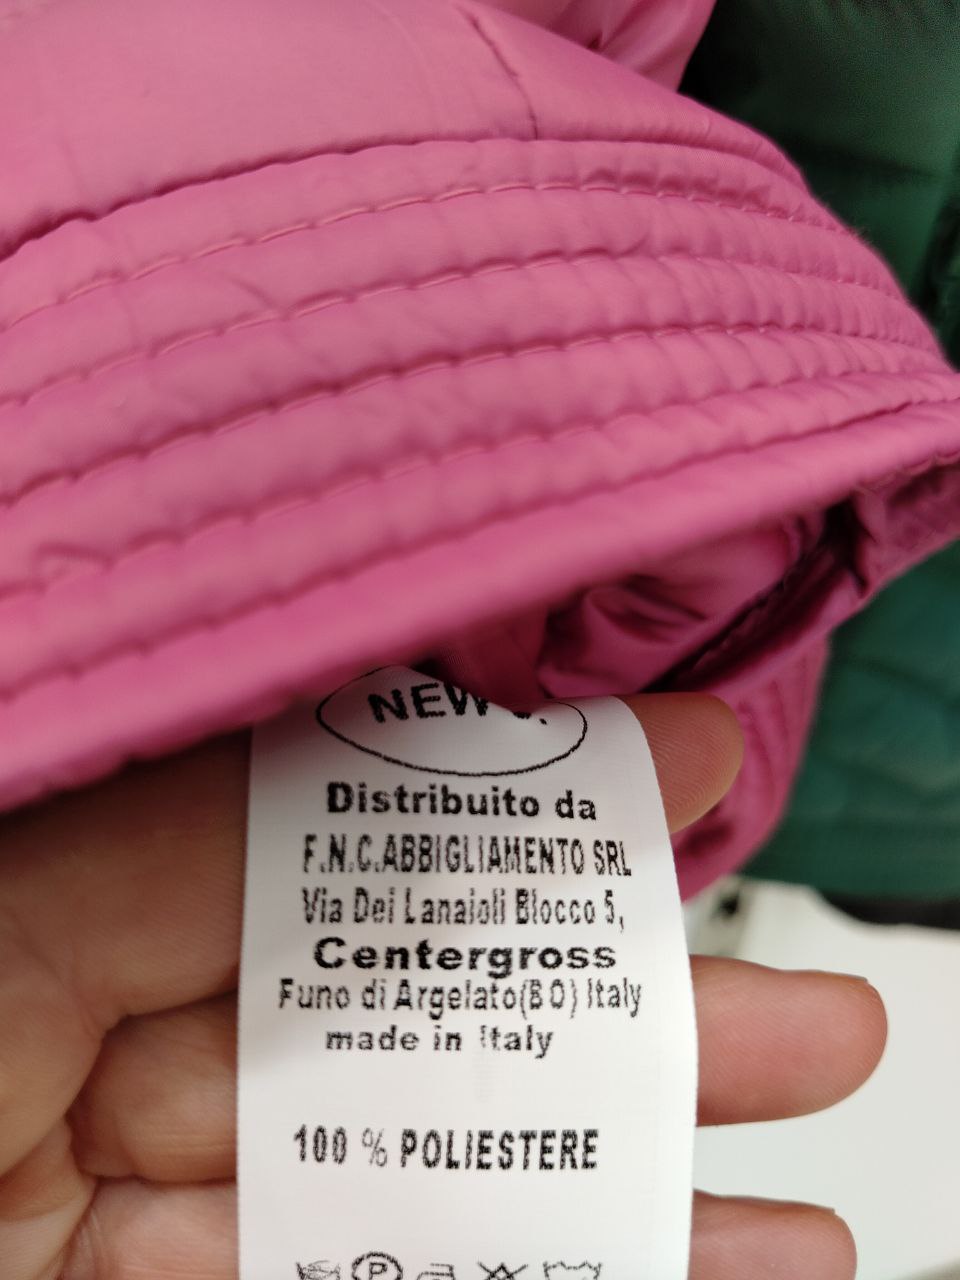 NEW
Distribuito da
F.N.C.ABBIGLIAMENTO SRL
Via Dei Lanaioli Blocco 5,
Centergross
Funo di Argelato(BO) Italy
made in Italy
100 % POLIESTERE
P